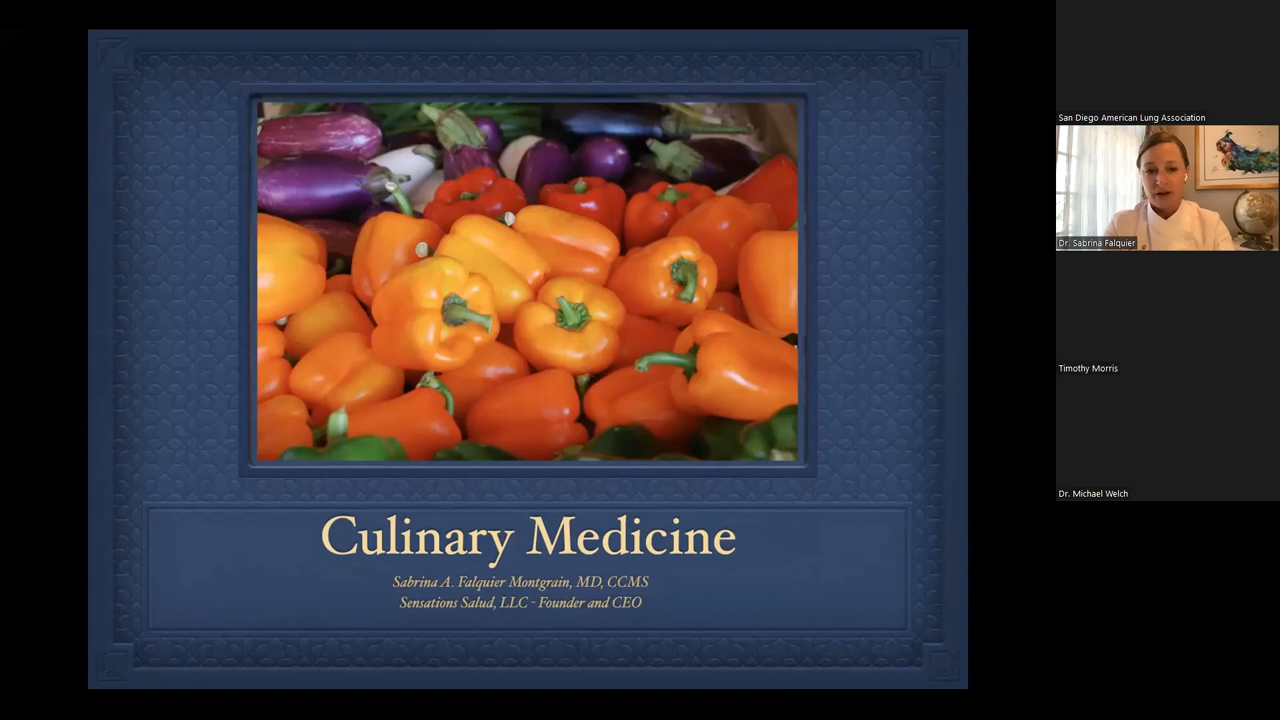 Culinary Medicine
Sabrina A. Falquier Montgrain, MD, CCMS
Sensations Salud, LLC - Founder and CEO
San Diego American Lung Association
Dr. Sabrina Falquier
Timothy Morris
Dr. Michael Welch